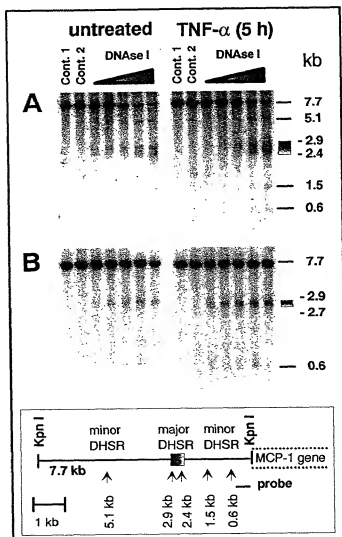 untreated TNF-α (5 h)
Cont. 1 Cont. 2 DNAse I Cont. 1 Cont. 2 DNAse I kb
A
7.7
5.1
- 2.9
- 2.4
1.5
0.6
B
7.7
- 2.9
- 2.7
0.6
Kpn I minor DHSR major DHSR minor DHSR Kpn I
MCP-1 gene
7.7 kb
probe
1 kb
5.1 kb 2.9 kb 2.4 kb 1.5 kb 0.6 kb